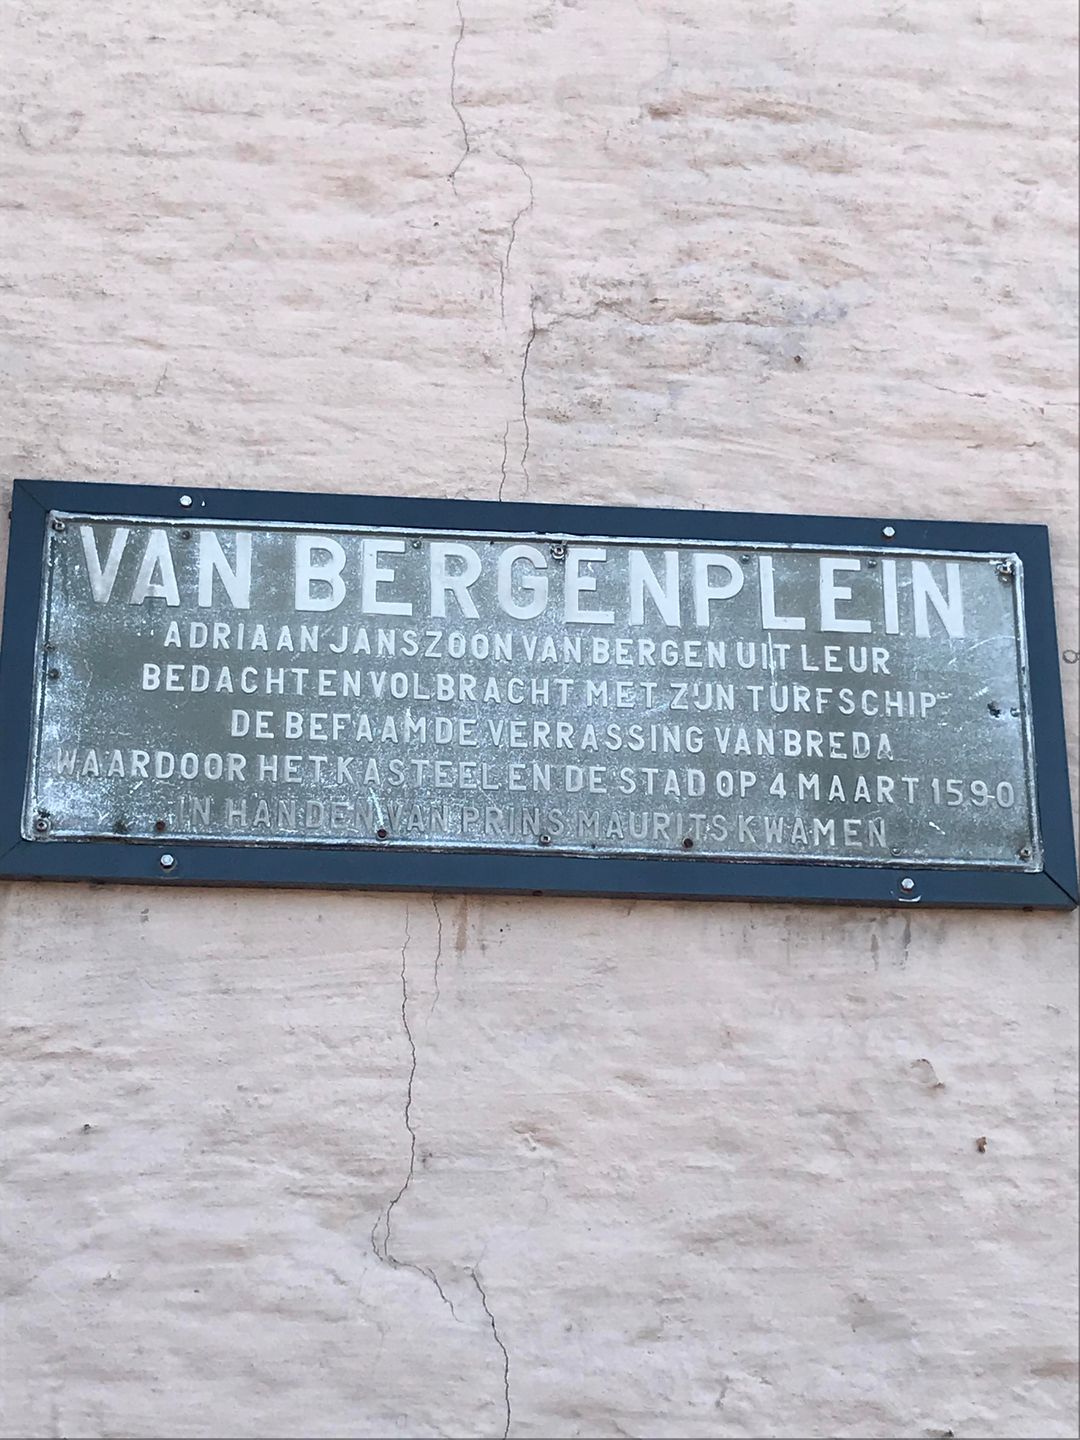 VAN BERGENPLEIN
ADRIAAN JANSZOON VAN BERGEN UIT LEUR
BEDACHT EN VOLBRACHT MET ZIJN TURFSCHIP
DE BEFAAMDE VERRASSING VAN BREDA
WAARDOOR HET KASTEEL EN DE STAD OP 4 MAART 1590
IN HANDEN VAN PRINS MAURITS KWAMEN